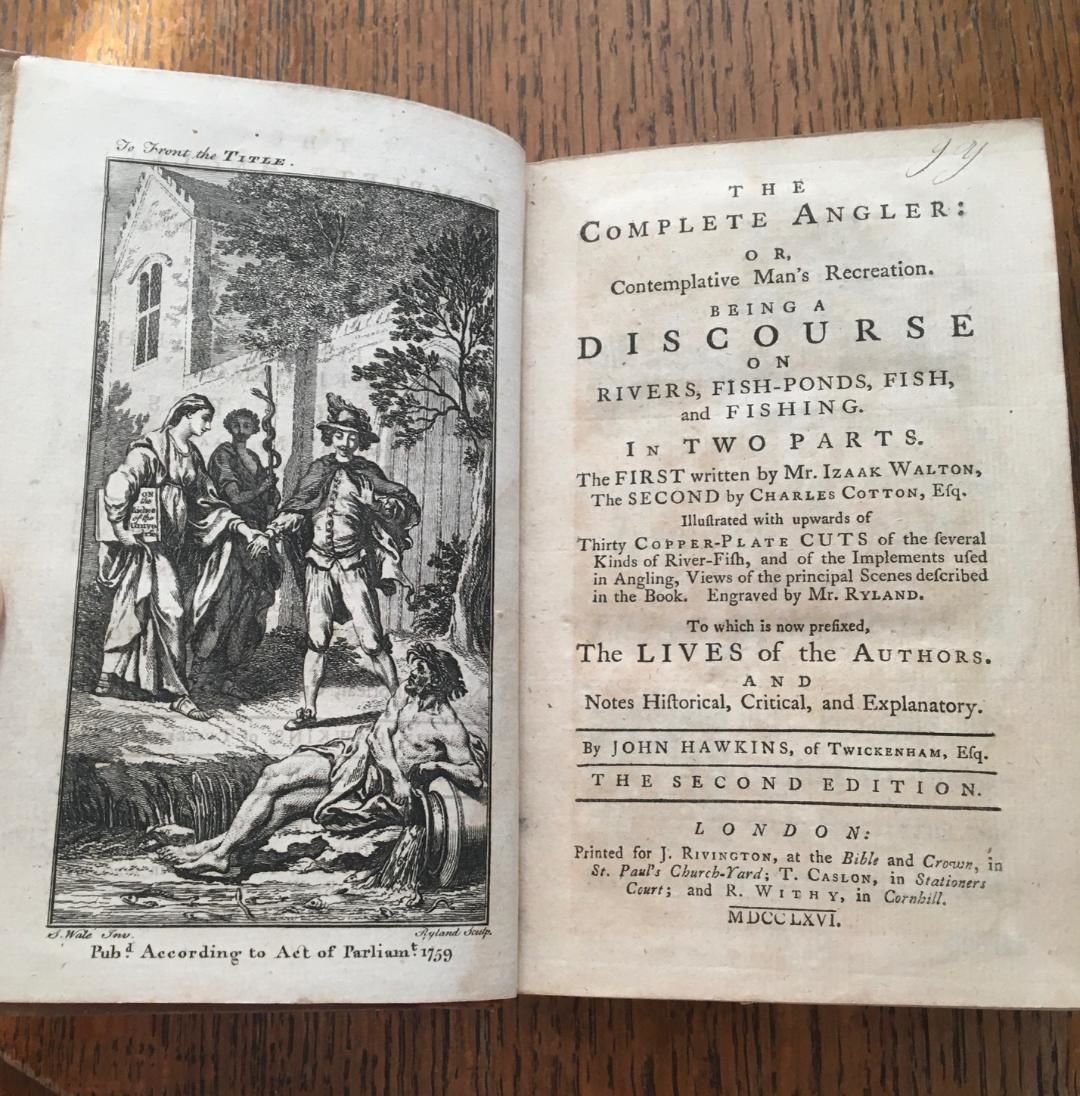 To Front the TITLE.
ON
the
of the
S. Wale Inv.
Ryland Sculp.
Pubd. According to Act of Parliamt. 1759
THE
COMPLETE ANGLER:
OR,
Contemplative Man's Recreation.
BEING A
DISCOURSE
ON
RIVERS, FISH-PONDS, FISH,
and FISHING.
IN TWO PARTS.
The FIRST written by Mr. IZAAK WALTON,
The SECOND by CHARLES COTTON, Eſq.
Illuſtrated with upwards of
Thirty COPPER-PLATE CUTS of the ſeveral
Kinds of River-Fiſh, and of the Implements uſed
in Angling, Views of the principal Scenes deſcribed
in the Book. Engraved by Mr. RYLAND.
To which is now prefixed,
The LIVES of the AUTHORS.
AND
Notes Hiſtorical, Critical, and Explanatory.
By JOHN HAWKINS, of TWICKENHAM, Eſq.
THE SECOND EDITION.
LONDON:
Printed for J. RIVINGTON, at the Bible and Crown, in
St. Paul's Church-Yard; T. CASLON, in Stationers
Court; and R. WITHY, in Cornhill.
MDCCLXVI.